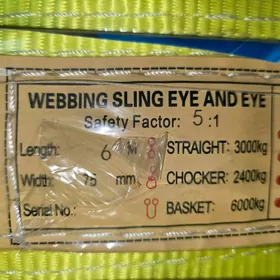 WEBBING SLING EYE AND EYE
Safety Factor: 5:1
Length: 6 M STRAIGHT: 3000kg
Width: 75 mm CHOCKER: 2400kg
Serial No.: BASKET: 6000kg